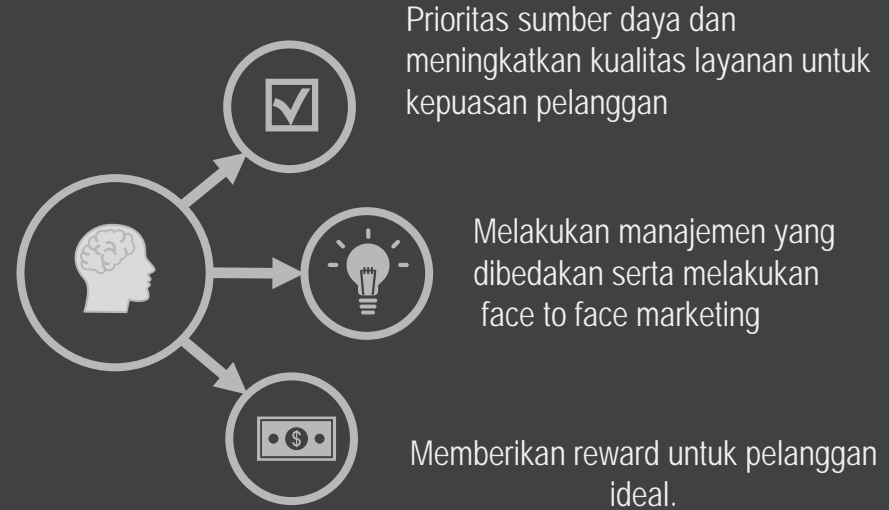 Prioritas sumber daya dan
meningkatkan kualitas layanan untuk
kepuasan pelanggan
Melakukan manajemen yang
dibedakan serta melakukan
face to face marketing
$
Memberikan reward untuk pelanggan
ideal.